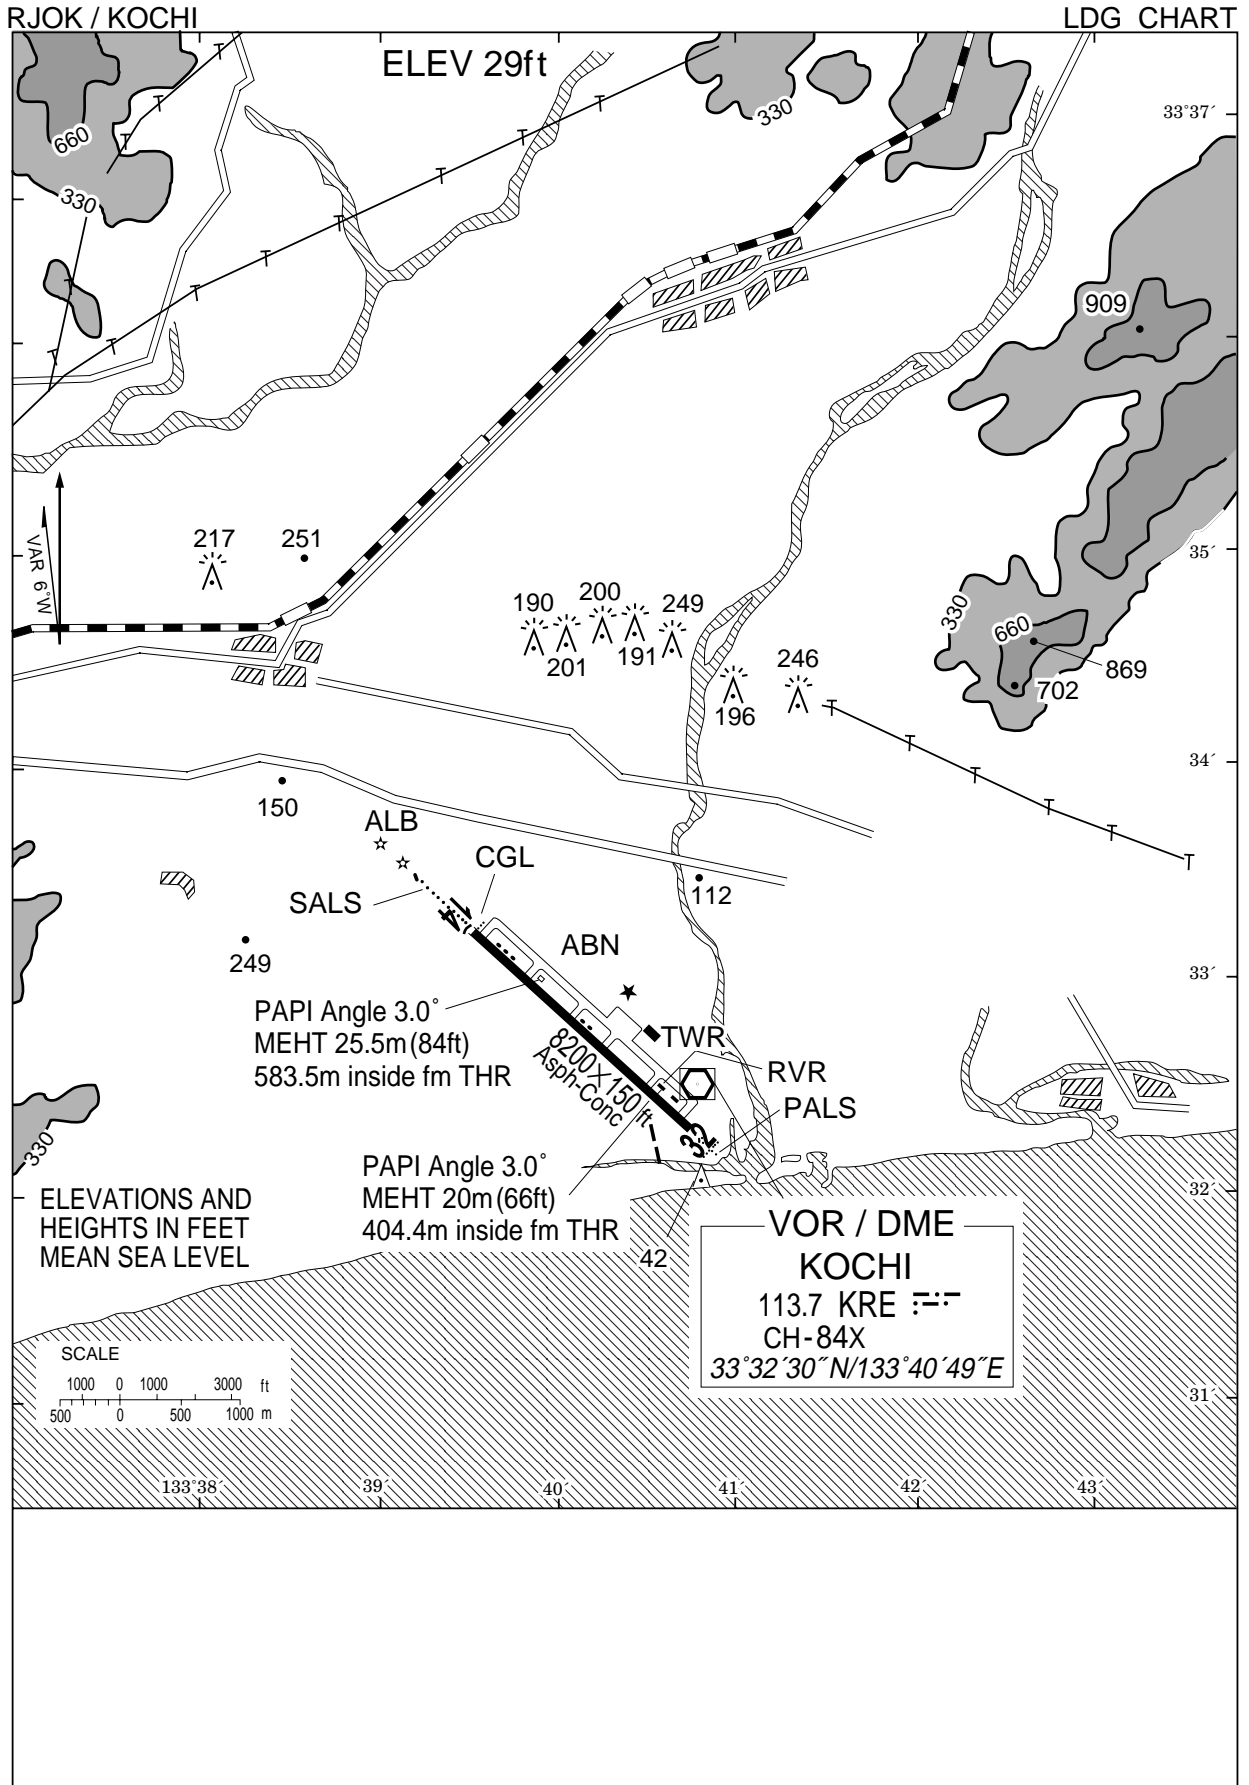 RJOK / KOCHI
LDG CHART
ELEV 29ft
660
330
330
33°37´
909
VAR 6°W
217
251
35´
190
201
200
191
249
196
246
330
660
869
702
34´
150
ALB
CGL
SALS
112
14
ABN
249
33´
PAPI Angle 3.0°
MEHT 25.5m(84ft)
583.5m inside fm THR
8200×150 ft
Asph-Conc
TWR
RVR
PALS
32
330
PAPI Angle 3.0°
MEHT 20m(66ft)
404.4m inside fm THR
32´
ELEVATIONS AND
HEIGHTS IN FEET
MEAN SEA LEVEL
42
VOR / DME
KOCHI
113.7 KRE
CH-84X
33°32´30″N/133°40´49″E
SCALE
1000 0 1000 3000 ft
500 0 500 1000 m
31´
133°38´
39´
40´
41´
42´
43´